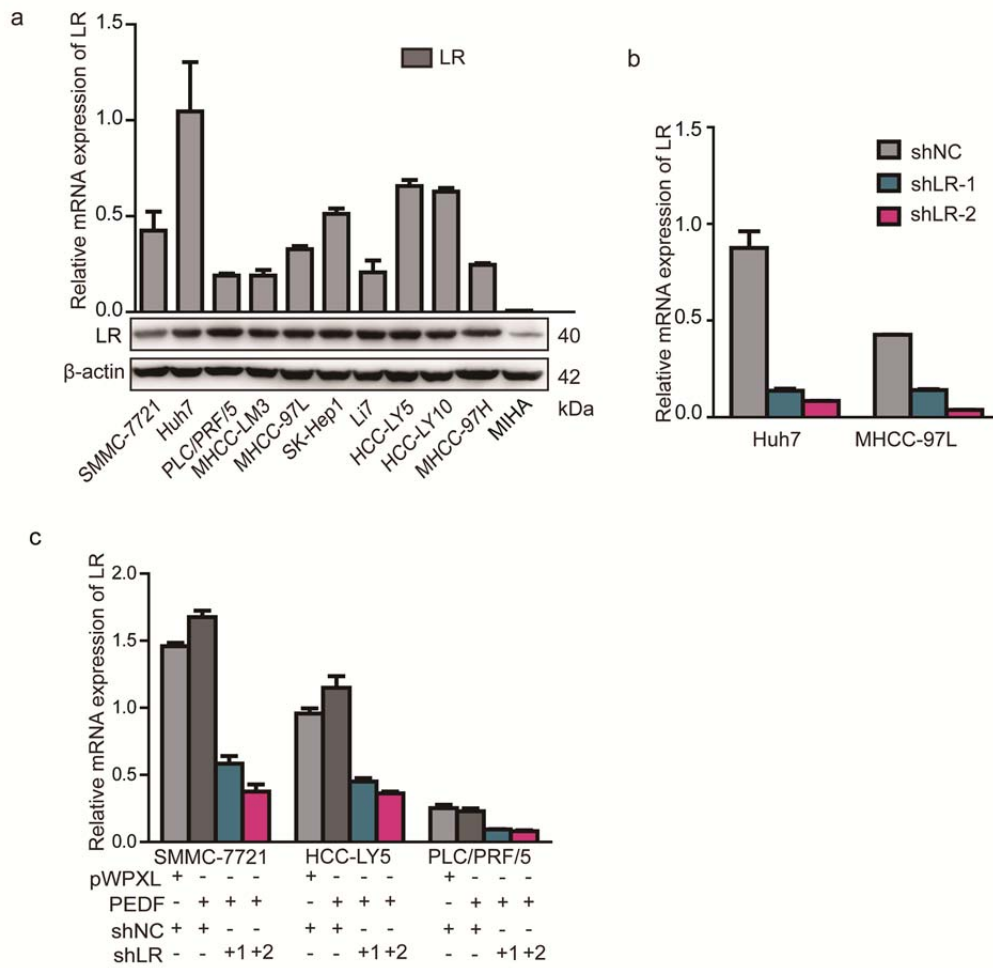 a
Relative mRNA expression of LR
1.5
1.0
0.5
0.0
LR
LR
40
β-actin
42
kDa
SMMC-7721
Huh7
PLC/PRF/5
MHCC-LM3
MHCC-97L
SK-Hep1
Li7
HCC-LY5
HCC-LY10
MHCC-97H
MIHA
b
Relative mRNA expression of LR
1.5
1.0
0.5
0.0
shNC
shLR-1
shLR-2
Huh7 MHCC-97L
c
Relative mRNA expression of LR
2.0
1.5
1.0
0.5
0.0
SMMC-7721 HCC-LY5 PLC/PRF/5
pWPXL + - - - + - - - + - - -
PEDF - + + + - + + + - + + +
shNC + + - - + + - - + + - -
shLR - - +1 +2 - - +1 +2 - - +1 +2